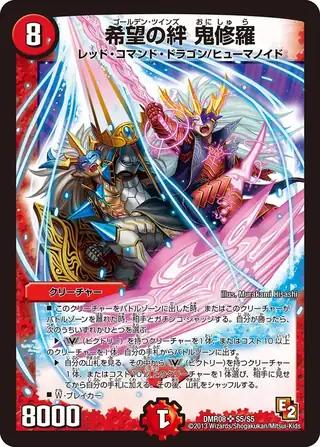 8
ゴールデン・ツインズ おにしゅら
希望の絆 鬼修羅
レッド・コマンド・ドラゴン/ヒューマノイド
illus. Murakami Hisashi
クリーチャー
■このクリーチャーをバトルゾーンに出した時、またはこのクリーチャーが
バトルゾーンを離れた時、相手とガチンコ・ジャッジする。自分が勝ったら、
次のうちいずれかひとつを選ぶ。
(ビクトリー)を持つクリーチャーを1体、またはコスト10以上
のクリーチャーを1体、自分の手札からバトルゾーンに出す。
(ビクトリー)を持つクリーチャーを1体、またはコスト10以上
のクリーチャーを1体、自分の山札から選び、相手に見せ
てから自分の手札に加える。その後、山札をシャッフルする。
■W・ブレイカー
E2
8000
1
DMR08 S5/S5
©2013 Wizards/Shogakukan/Mitsui-Kids